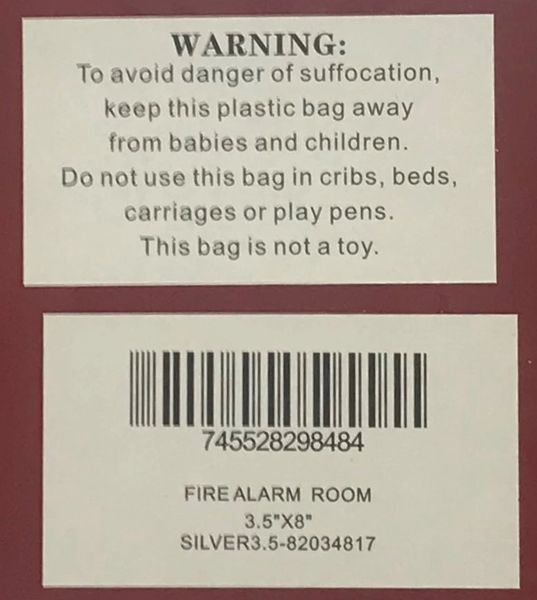 WARNING:
To avoid danger of suffocation,
keep this plastic bag away
from babies and children.
Do not use this bag in cribs, beds,
carriages or play pens.
This bag is not a toy.
745528298484
FIRE ALARM ROOM
3.5"X8"
SILVER3.5-82034817